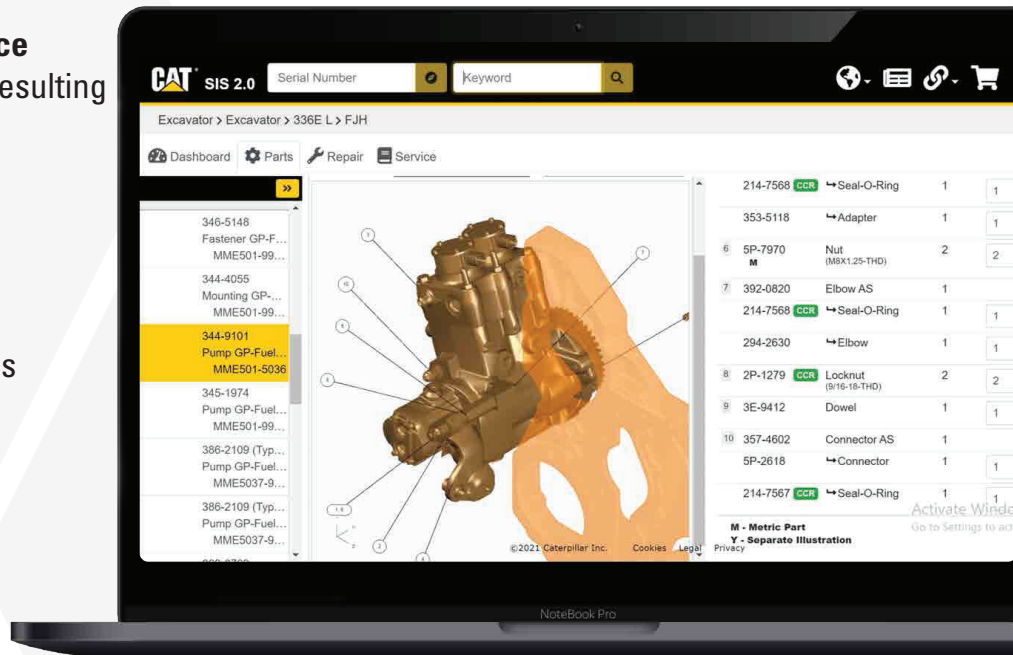 ce
esulting
s
CAT SIS 2.0
Serial Number
Keyword
Excavator > Excavator > 336E L > FJH
Dashboard Parts Repair Service
346-5148
Fastener GP-F...
MME501-99...
344-4055
Mounting GP-...
MME501-99...
344-9101
Pump GP-Fuel...
MME501-5036
345-1974
Pump GP-Fuel...
MME501-99...
386-2109 (Typ...
Pump GP-Fuel...
MME5037-9...
386-2109 (Typ...
Pump GP-Fuel...
MME5037-9...
214-7568 CCR ↪Seal-O-Ring 1 1
353-5118 ↪Adapter 1 1
6 5P-7970 Nut 2 2
M (M8X1.25-THD)
7 392-0820 Elbow AS 1
214-7568 CCR ↪Seal-O-Ring 1 1
294-2630 ↪Elbow 1 1
8 2P-1279 CCR Locknut 2 2
(9/16-18-THD)
9 3E-9412 Dowel 1 1
10 357-4602 Connector AS 1
5P-2618 ↪Connector 1 1
214-7567 CCR ↪Seal-O-Ring 1 1
Activate Windo
Go to Settings to act
M - Metric Part
Y - Separate Illustration
©2021 Caterpillar Inc. Cookies Legal Privacy
NoteBook Pro